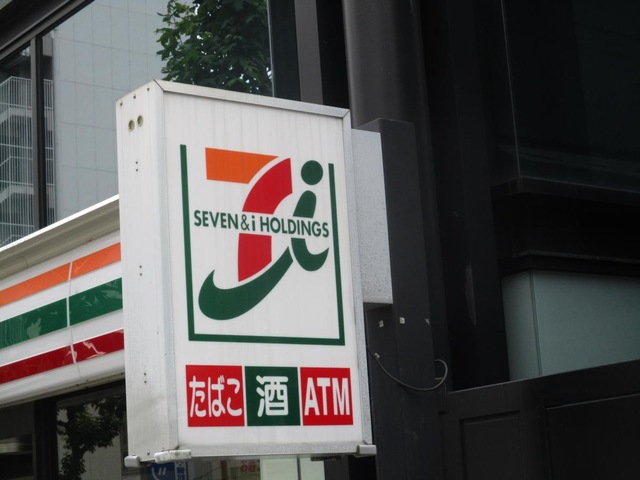 SEVEN & i HOLDINGS
たばこ 酒 ATM